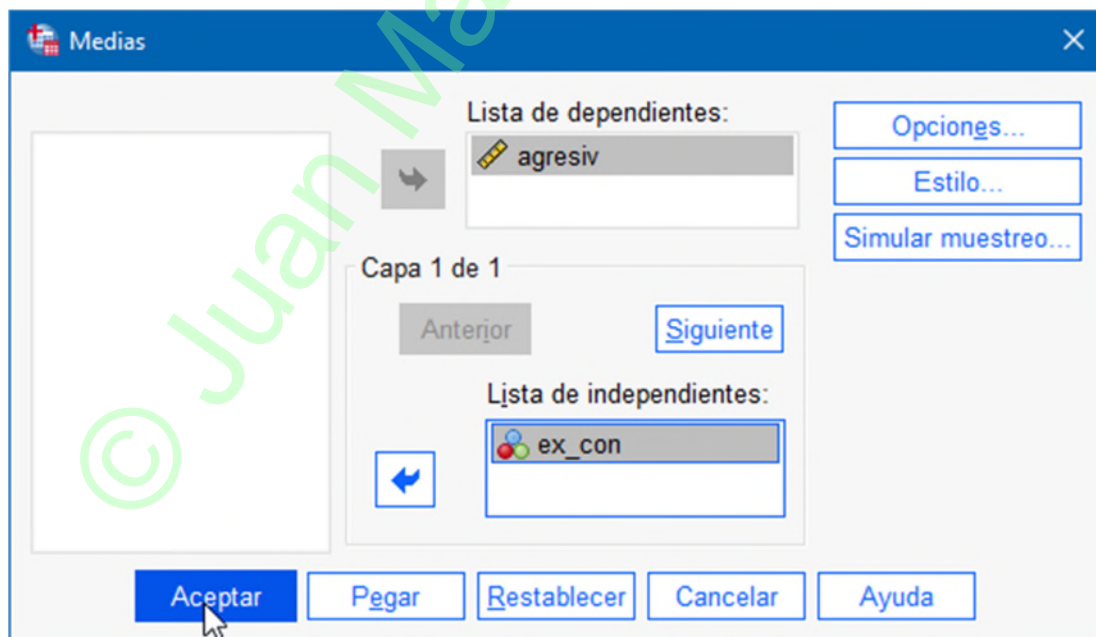 Medias
Lista de dependientes:
agresiv
Opciones...
Estilo...
Simular muestreo...
Capa 1 de 1
Anterior
Siguiente
Lista de independientes:
ex_con
Aceptar
Pegar
Restablecer
Cancelar
Ayuda
© Juan